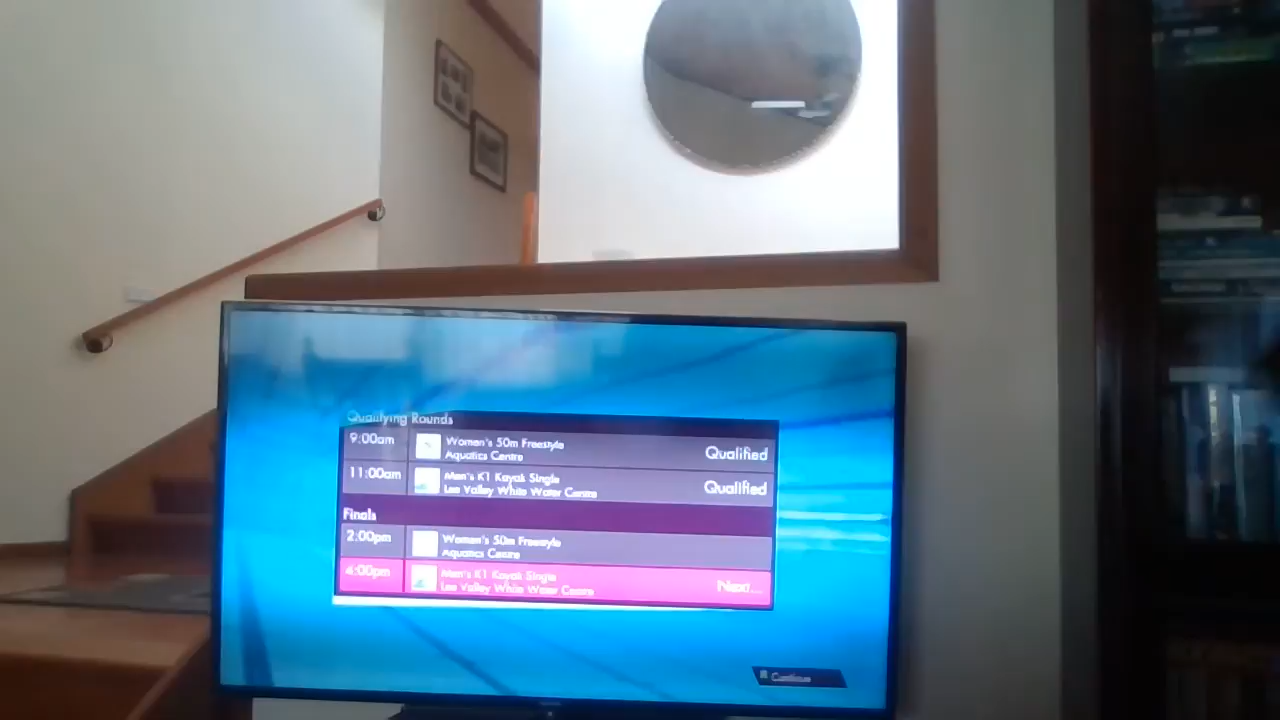 Qualifying Rounds
9:00am
Women's 50m Freestyle
Aquatics Centre
Qualified
11:00am
Men's K1 Kayak Single
Lee Valley White Water Centre
Qualified
Finals
2:00pm
Women's 50m Freestyle
Aquatics Centre
4:00pm
Men's K1 Kayak Single
Lee Valley White Water Centre
Next...
Continue